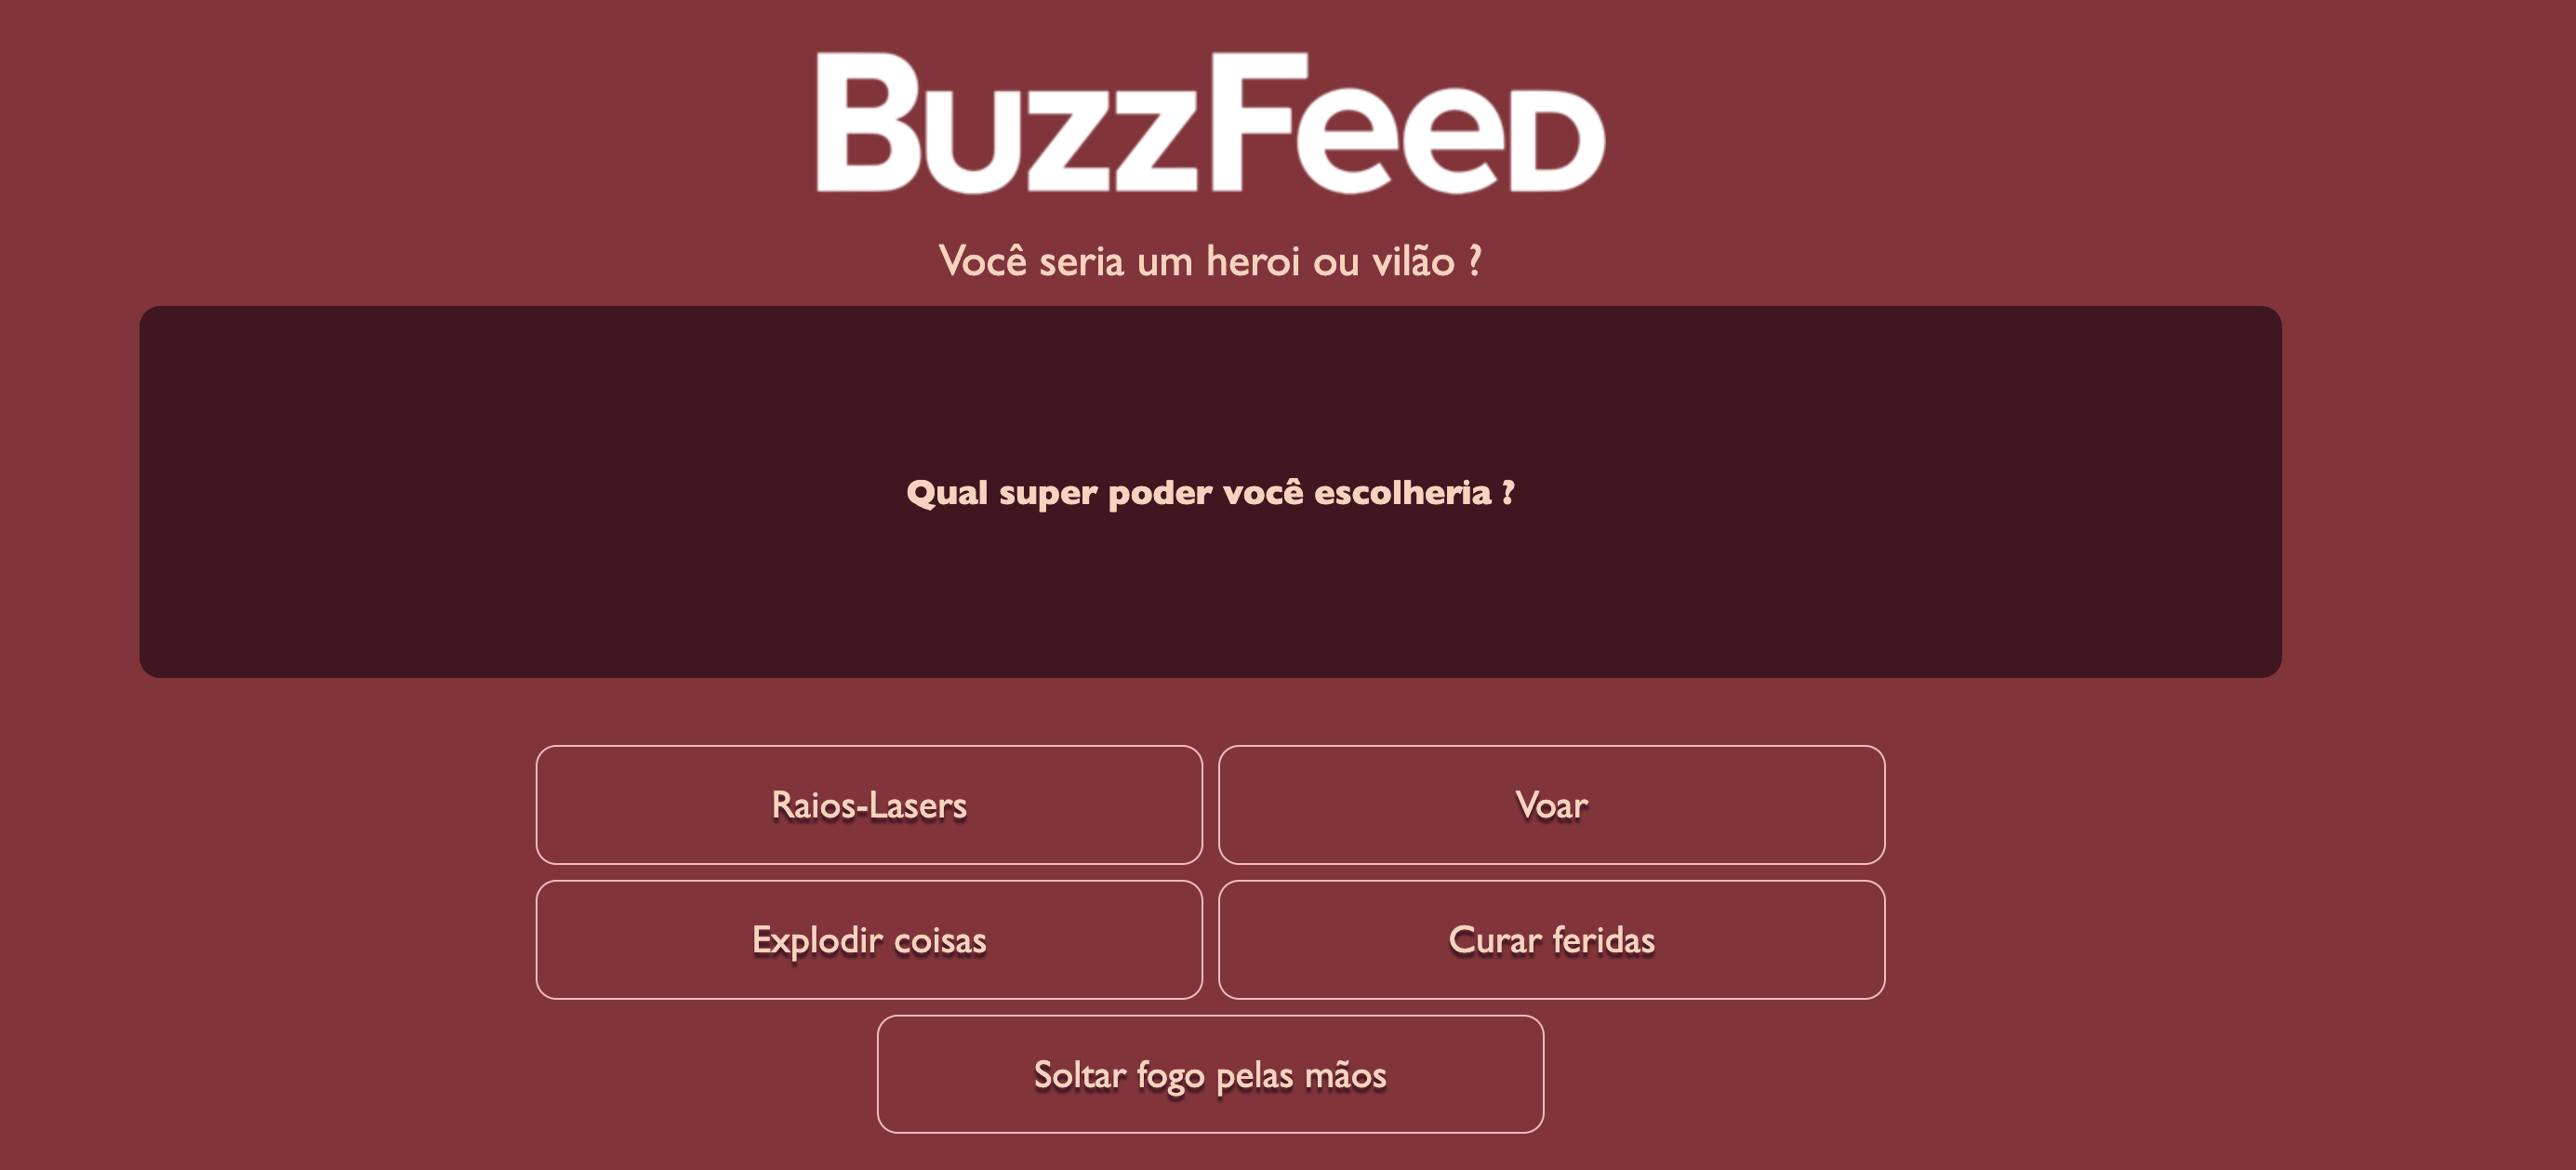 BuzzFeed
Você seria um heroi ou vilão ?
Qual super poder você escolheria ?
Raios-Lasers
Voar
Explodir coisas
Curar feridas
Soltar fogo pelas mãos